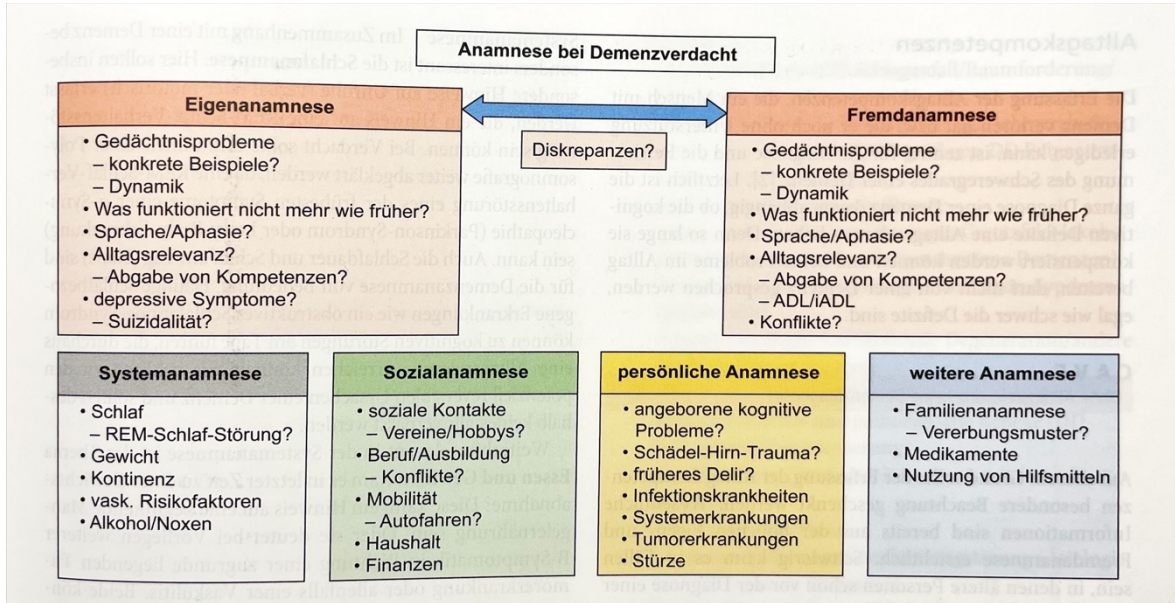 Anamnese bei Demenzverdacht
Eigenanamnese
• Gedächtnisprobleme
– konkrete Beispiele?
– Dynamik
• Was funktioniert nicht mehr wie früher?
• Sprache/Aphasie?
• Alltagsrelevanz?
– Abgabe von Kompetenzen?
• depressive Symptome?
– Suizidalität?
Diskrepanzen?
Fremdanamnese
• Gedächtnisprobleme
– konkrete Beispiele?
– Dynamik
• Was funktioniert nicht mehr wie früher?
• Sprache/Aphasie?
• Alltagsrelevanz?
– Abgabe von Kompetenzen?
– ADL/iADL
• Konflikte?
Systemanamnese
• Schlaf
– REM-Schlaf-Störung?
• Gewicht
• Kontinenz
• vask. Risikofaktoren
• Alkohol/Noxen
Sozialanamnese
• soziale Kontakte
– Vereine/Hobbys?
• Beruf/Ausbildung
– Konflikte?
• Mobilität
– Autofahren?
• Haushalt
• Finanzen
persönliche Anamnese
• angeborene kognitive
Probleme?
• Schädel-Hirn-Trauma?
• früheres Delir?
• Infektionskrankheiten
• Systemerkrankungen
• Tumorerkrankungen
• Stürze
weitere Anamnese
• Familienanamnese
– Vererbungsmuster?
• Medikamente
• Nutzung von Hilfsmitteln